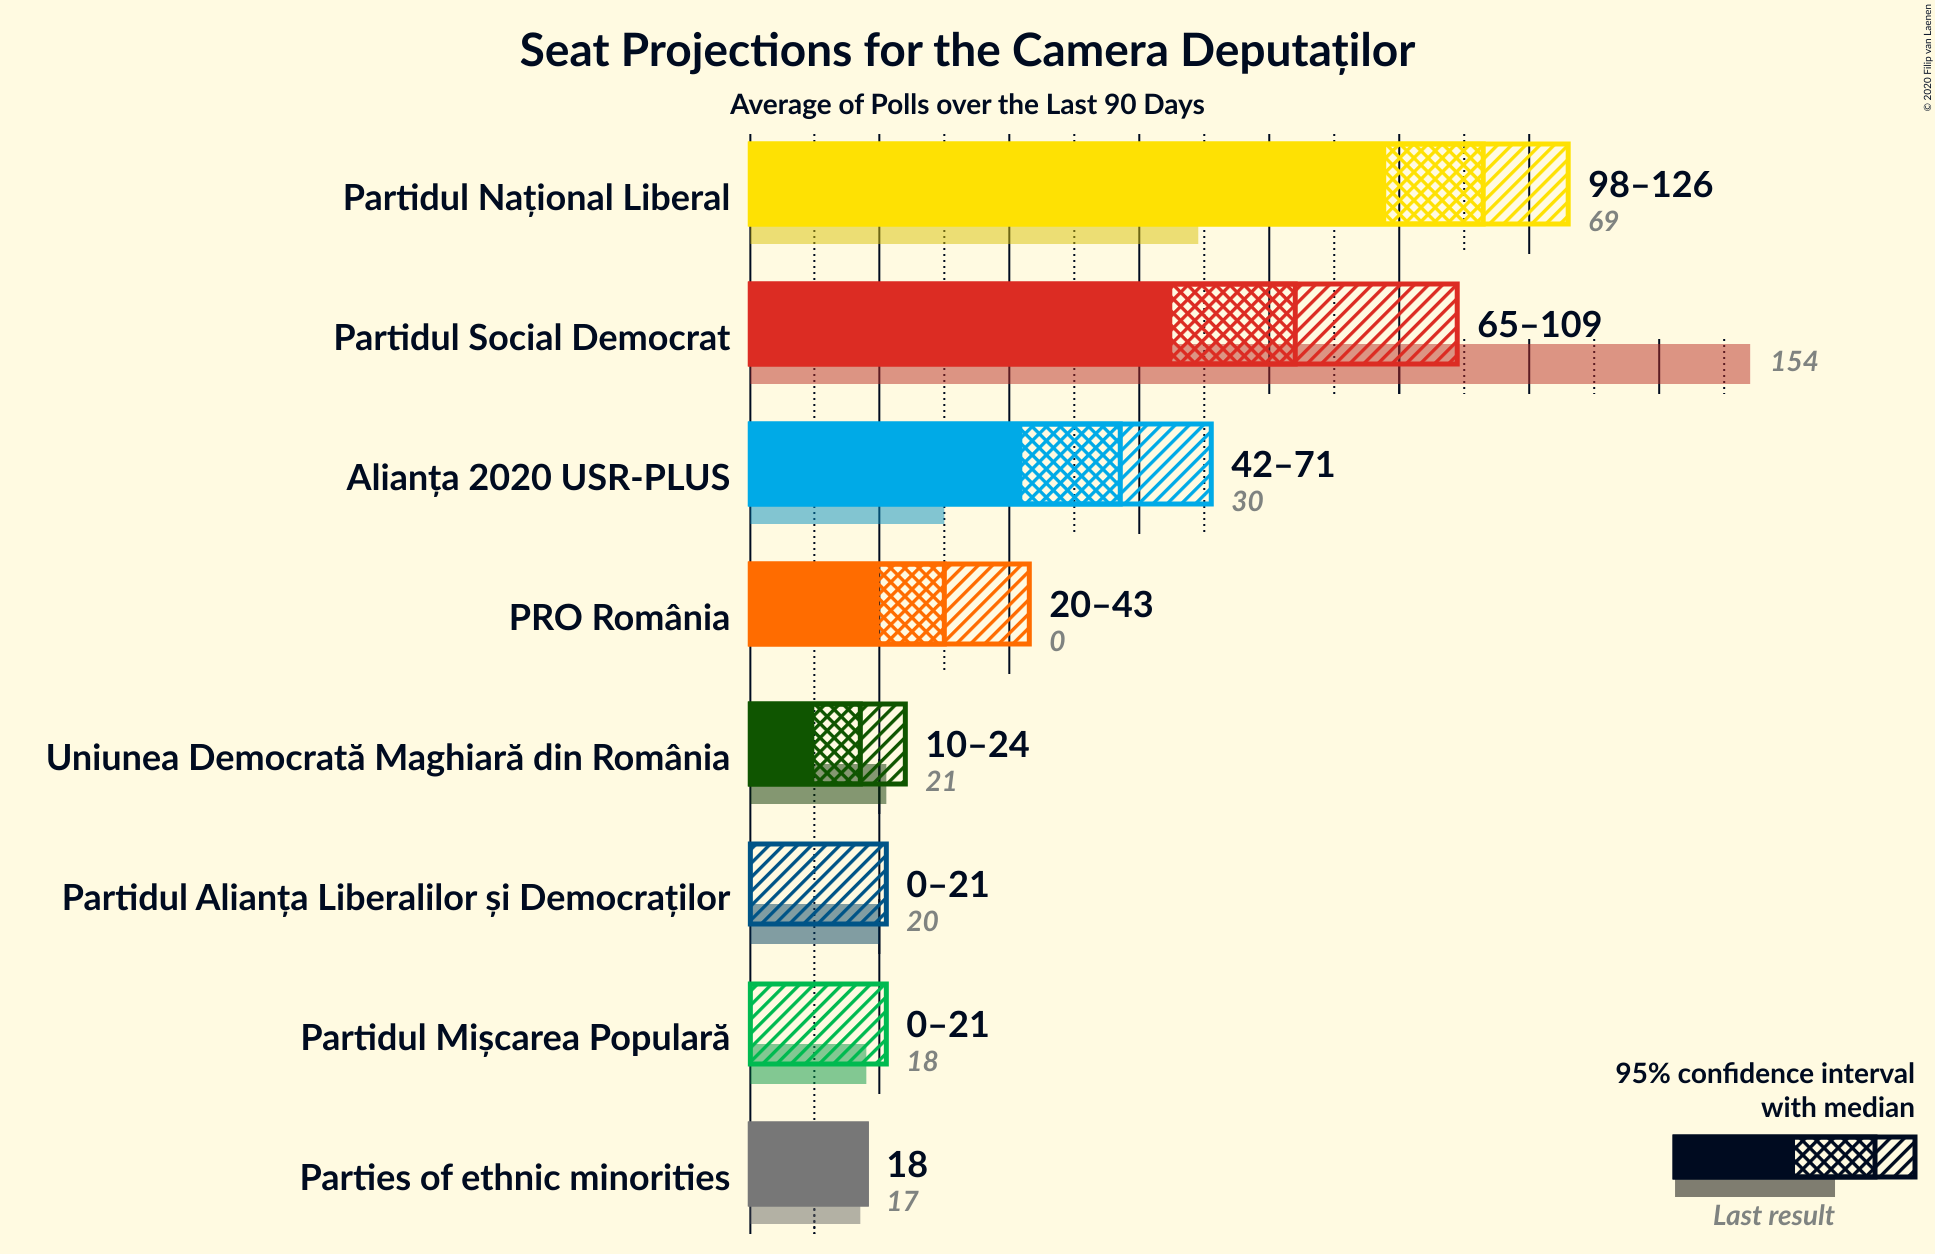 Seat Projections for the Camera Deputaților
Average of Polls over the Last 90 Days
© 2020 Filip van Laenen
Partidul Național Liberal
98–126
69
Partidul Social Democrat
65–109
154
Alianța 2020 USR-PLUS
42–71
30
PRO România
20–43
0
Uniunea Democrată Maghiară din România
10–24
21
Partidul Alianța Liberalilor și Democraților
0–21
20
Partidul Mișcarea Populară
0–21
18
Parties of ethnic minorities
18
17
95% confidence interval
with median
Last result